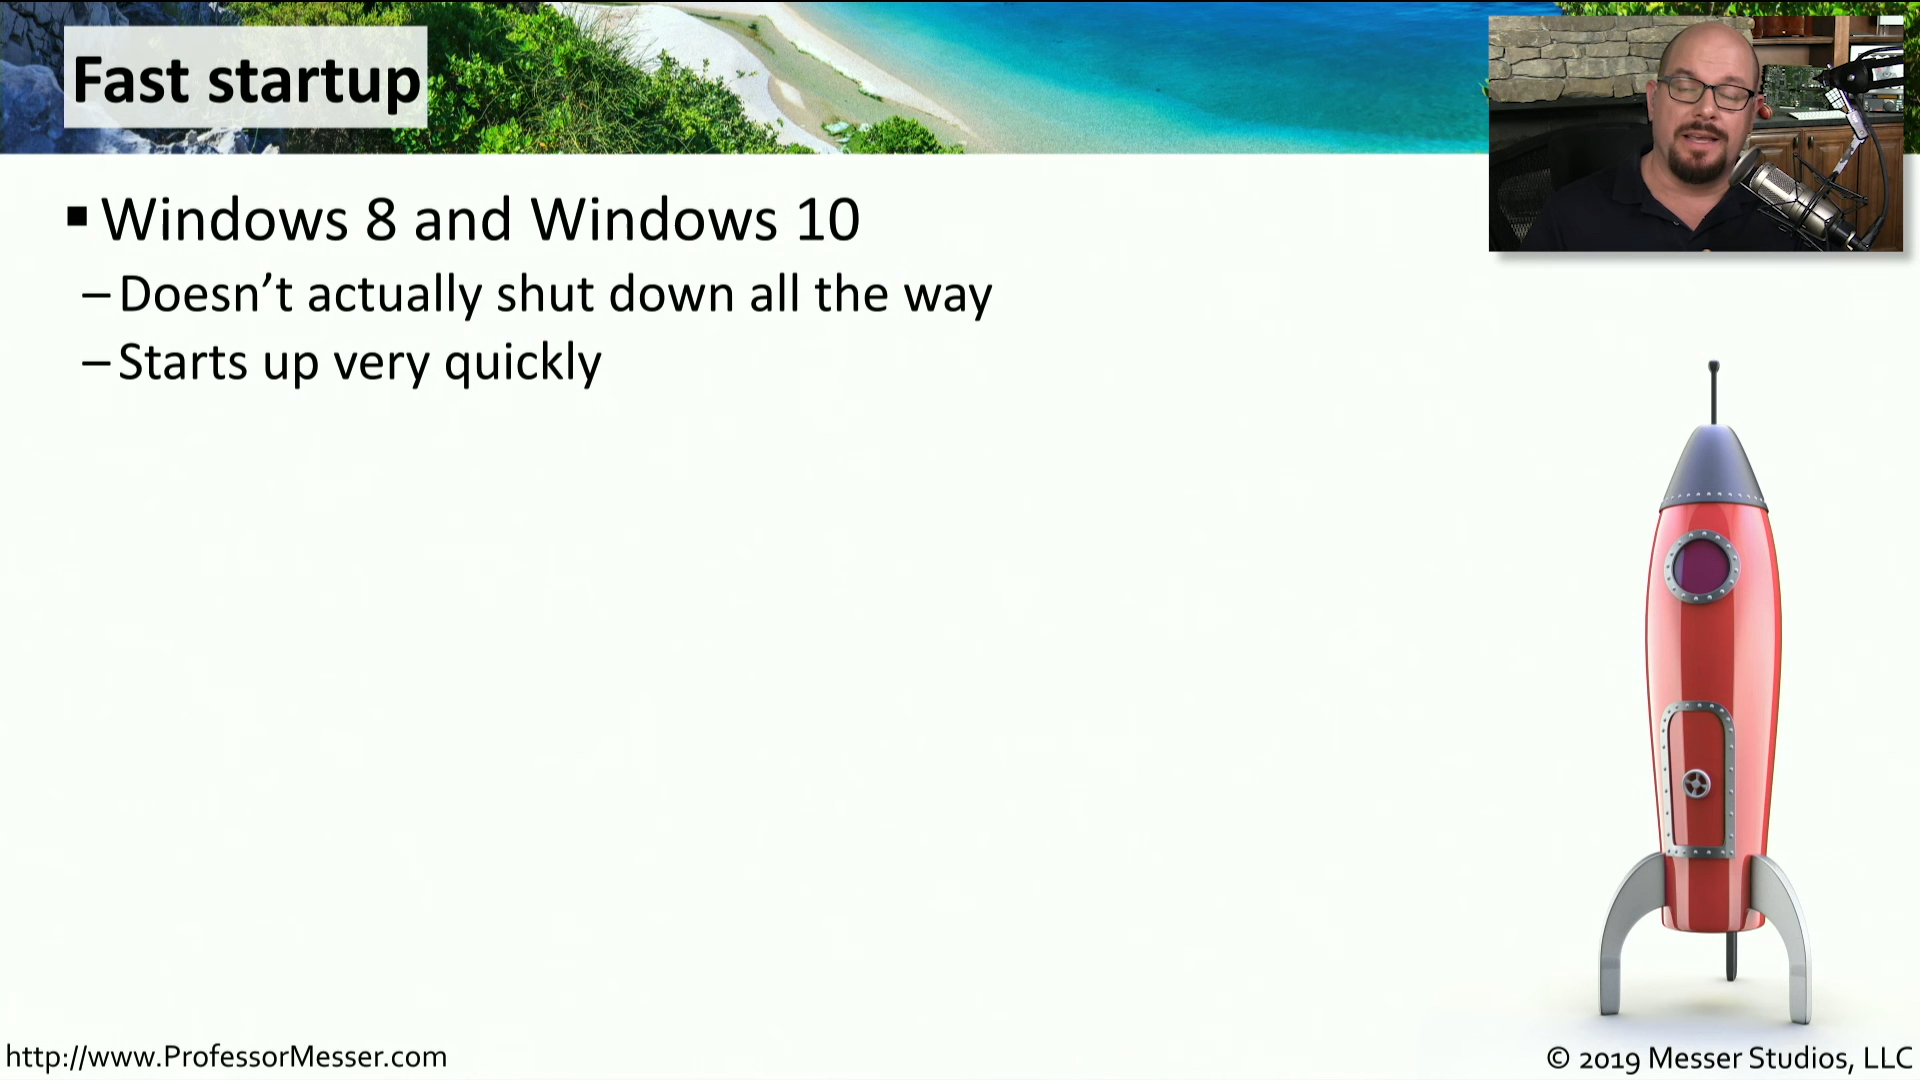 Fast startup
▪ Windows 8 and Windows 10
– Doesn’t actually shut down all the way
– Starts up very quickly
http://www.ProfessorMesser.com
© 2019 Messer Studios, LLC